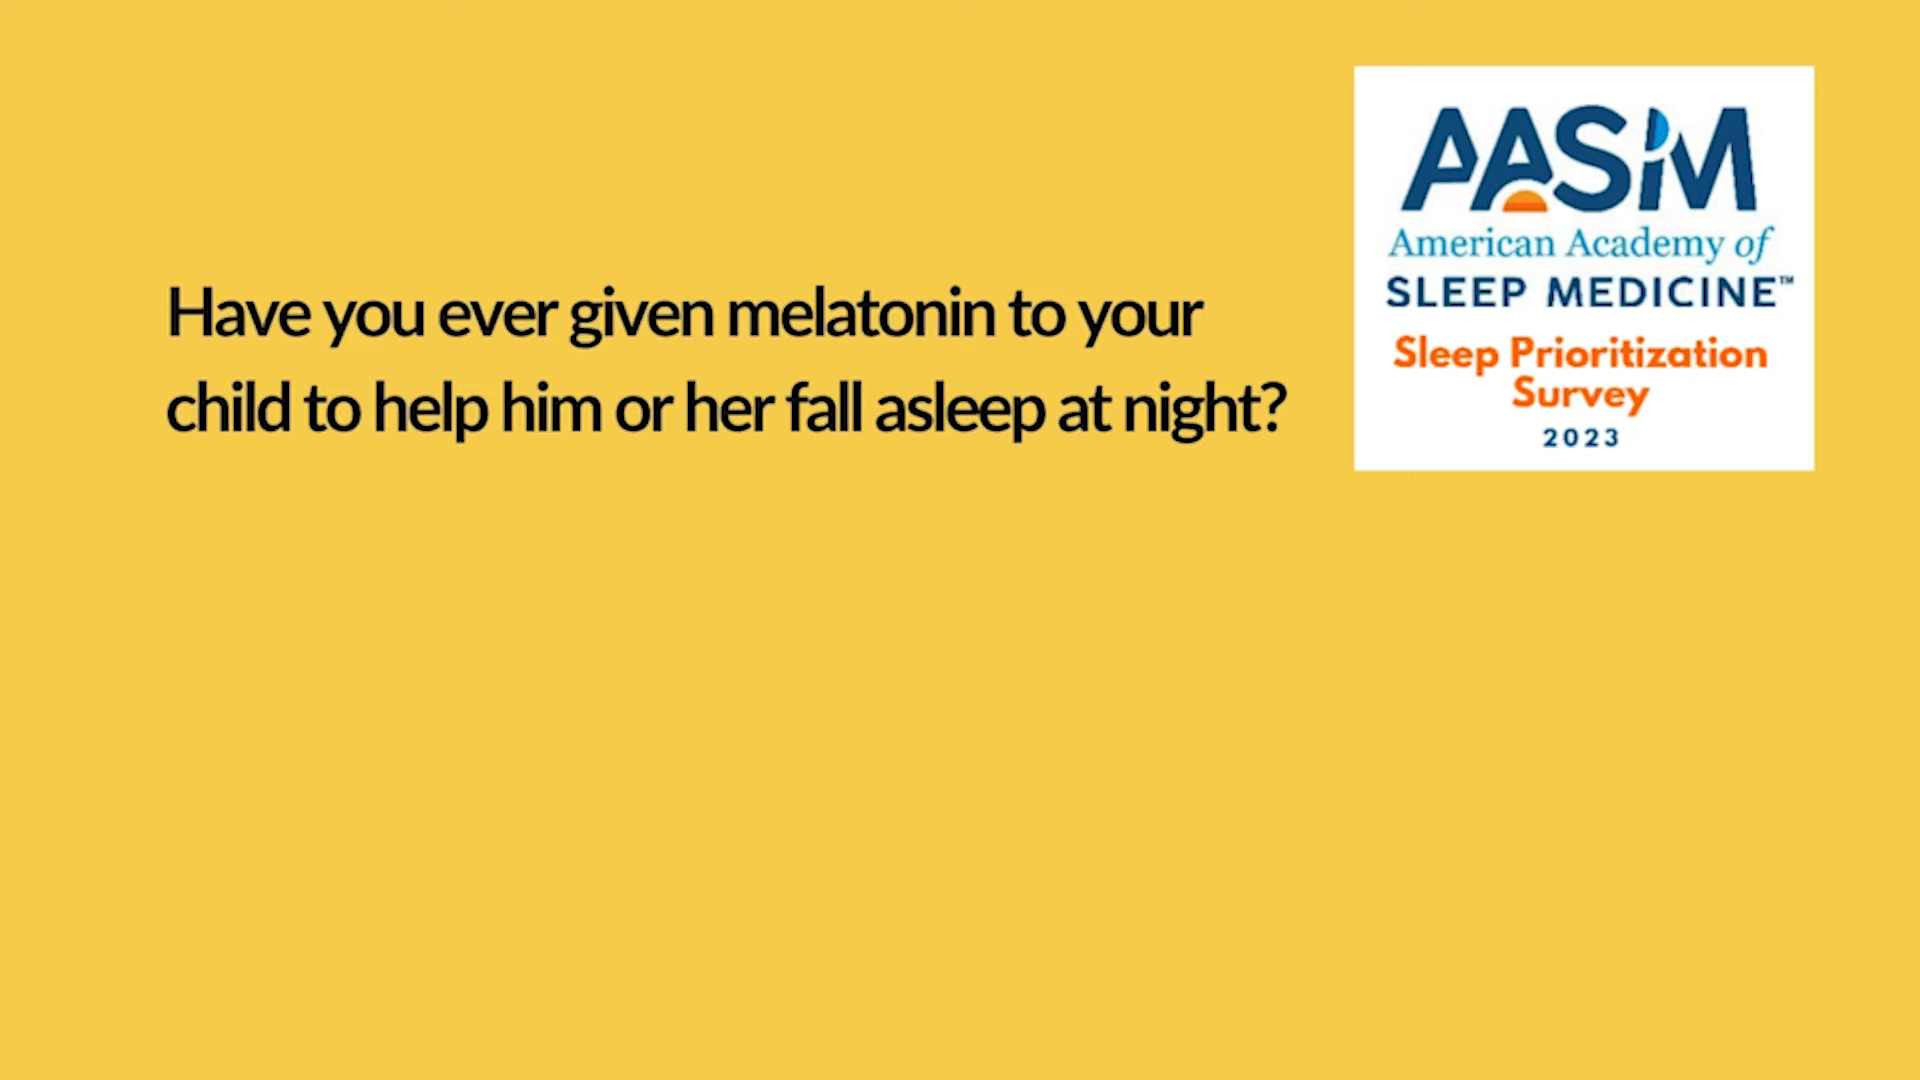 Have you ever given melatonin to your
child to help him or her fall asleep at night?
AASM
American Academy of
SLEEP MEDICINE™
Sleep Prioritization
Survey
2023